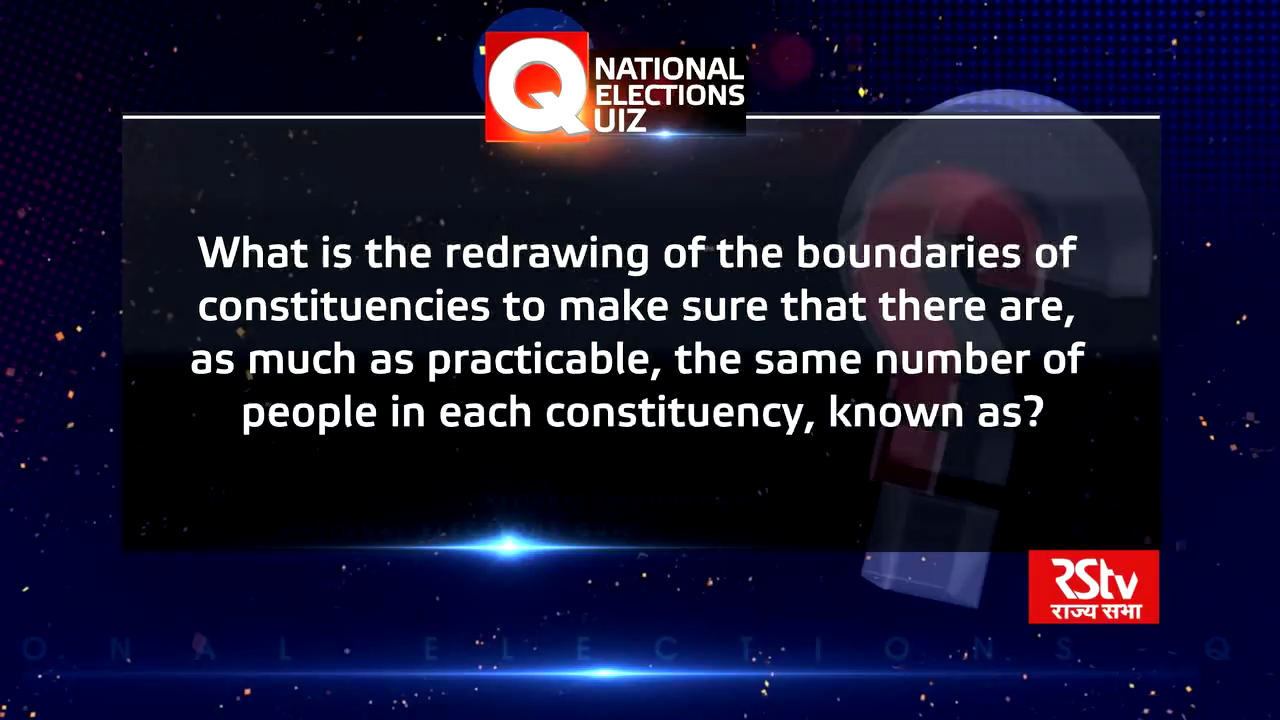 Q NATIONAL
ELECTIONS
UIZ
What is the redrawing of the boundaries of
constituencies to make sure that there are,
as much as practicable, the same number of
people in each constituency, known as?
RStv
राज्य सभा
O N A L E L E C T I O N S Q